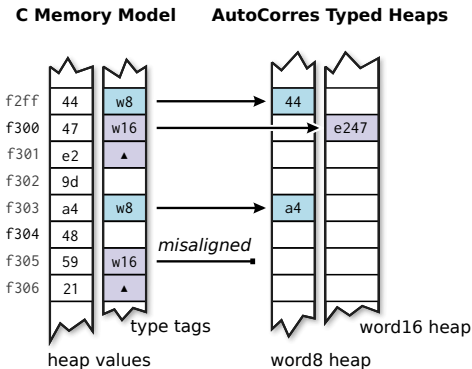 C Memory Model AutoCorres Typed Heaps
f2ff 44 w8 44
f300 47 w16 e247
f301 e2 ▲
f302 9d
f303 a4 w8 a4
f304 48
misaligned
f305 59 w16
f306 21 ▲
type tags word16 heap
heap values word8 heap